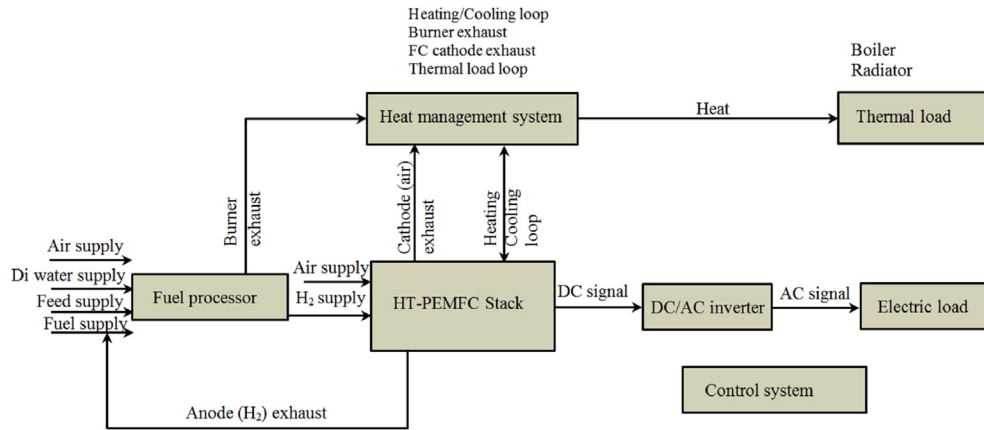 Heating/Cooling loop
Burner exhaust
FC cathode exhaust
Thermal load loop
Boiler
Radiator
Heat management system
Heat
Thermal load
Burner
exhaust
Cathode (air)
exhaust
Heating
Cooling
loop
Air supply
Di water supply
Feed supply
Fuel supply
Fuel processor
Air supply
H₂ supply
HT-PEMFC Stack
DC signal
DC/AC inverter
AC signal
Electric load
Control system
Anode (H₂) exhaust